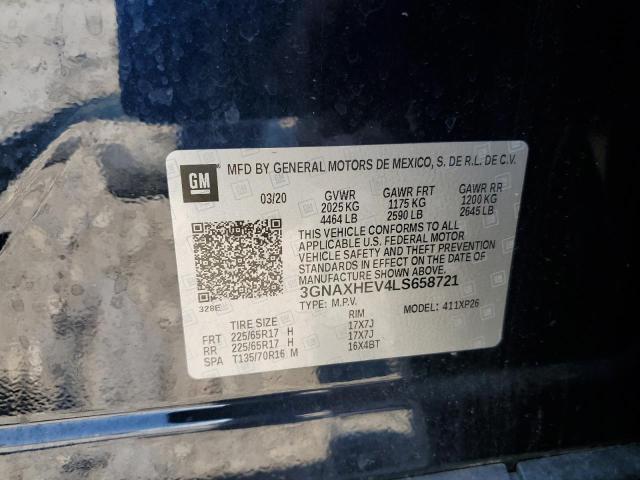 GM MFD BY GENERAL MOTORS DE MEXICO, S. DE R.L. DE C.V.
03/20 GVWR GAWR FRT GAWR RR
2025 KG 1175 KG 1200 KG
4464 LB 2590 LB 2645 LB
THIS VEHICLE CONFORMS TO ALL
APPLICABLE U.S. FEDERAL MOTOR
VEHICLE SAFETY AND THEFT PREVENTION
STANDARDS IN EFFECT ON THE DATE OF
MANUFACTURE SHOWN ABOVE.
328E 3GNAXHEV4LS658721
TYPE: M.P.V. MODEL: 411XP26
TIRE SIZE RIM
FRT 225/65R17 H 17X7J
RR 225/65R17 H 17X7J
SPA T135/70R16 M 16X4BT